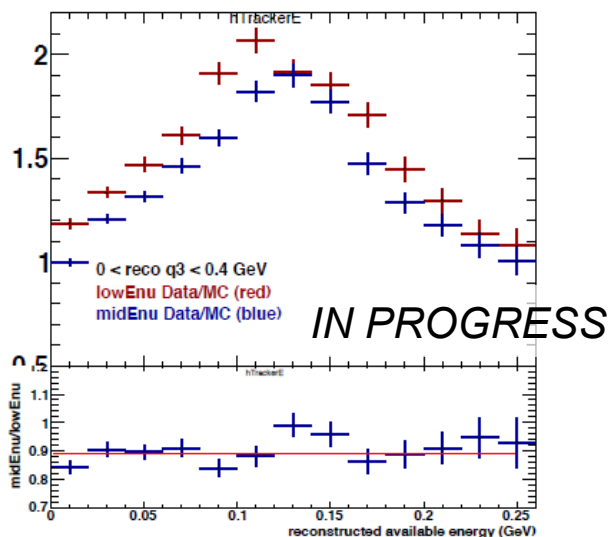 hTrackerE
2
1.5
1
0 < reco q3 < 0.4 GeV
lowEnu Data/MC (red)
midEnu Data/MC (blue)
IN PROGRESS
0.5
1.2
hTrackerE
1.1
1
0.9
0.8
0.7
midEnu/lowEnu
0 0.05 0.1 0.15 0.2 0.25
reconstructed available energy (GeV)